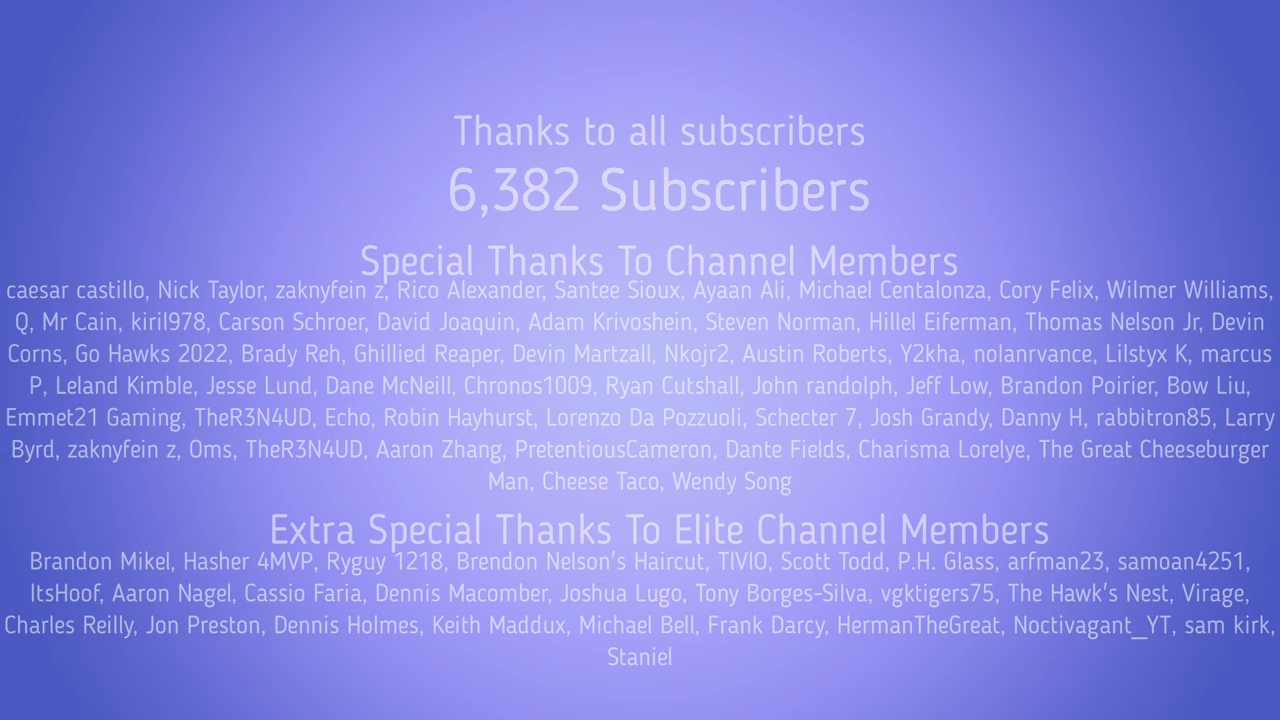 Thanks to all subscribers
6,382 Subscribers
Special Thanks To Channel Members
caesar castillo, Nick Taylor, zaknyfein z, Rico Alexander, Santee Sioux, Ayaan Ali, Michael Centalonza, Cory Felix, Wilmer Williams,
Q, Mr Cain, kiril978, Carson Schroer, David Joaquin, Adam Krivoshein, Steven Norman, Hillel Eiferman, Thomas Nelson Jr, Devin
Corns, Go Hawks 2022, Brady Reh, Ghillied Reaper, Devin Martzall, Nkojr2, Austin Roberts, Y2kha, nolanrvance, Lilstyx K, marcus
P, Leland Kimble, Jesse Lund, Dane McNeill, Chronos1009, Ryan Cutshall, John randolph, Jeff Low, Brandon Poirier, Bow Liu,
Emmet21 Gaming, TheR3N4UD, Echo, Robin Hayhurst, Lorenzo Da Pozzuoli, Schecter 7, Josh Grandy, Danny H, rabbitron85, Larry
Byrd, zaknyfein z, Oms, TheR3N4UD, Aaron Zhang, PretentiousCameron, Dante Fields, Charisma Lorelye, The Great Cheeseburger
Man, Cheese Taco, Wendy Song
Extra Special Thanks To Elite Channel Members
Brandon Mikel, Hasher 4MVP, Ryguy 1218, Brendon Nelson's Haircut, TIVIO, Scott Todd, P.H. Glass, arfman23, samoan4251,
ItsHoof, Aaron Nagel, Cassio Faria, Dennis Macomber, Joshua Lugo, Tony Borges-Silva, vgktigers75, The Hawk's Nest, Virage,
Charles Reilly, Jon Preston, Dennis Holmes, Keith Maddux, Michael Bell, Frank Darcy, HermanTheGreat, Noctivagant_YT, sam kirk,
Staniel